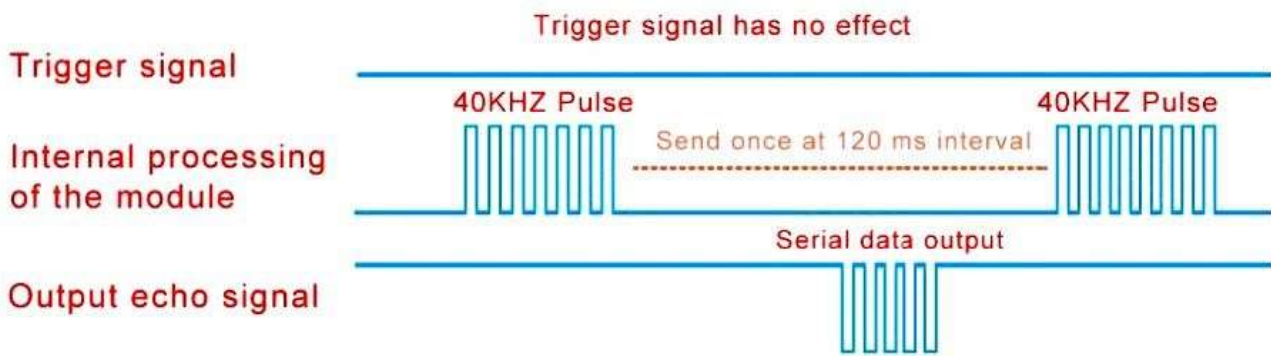 Trigger signal has no effect
Trigger signal
40KHZ Pulse
40KHZ Pulse
Send once at 120 ms interval
Internal processing
of the module
Serial data output
Output echo signal